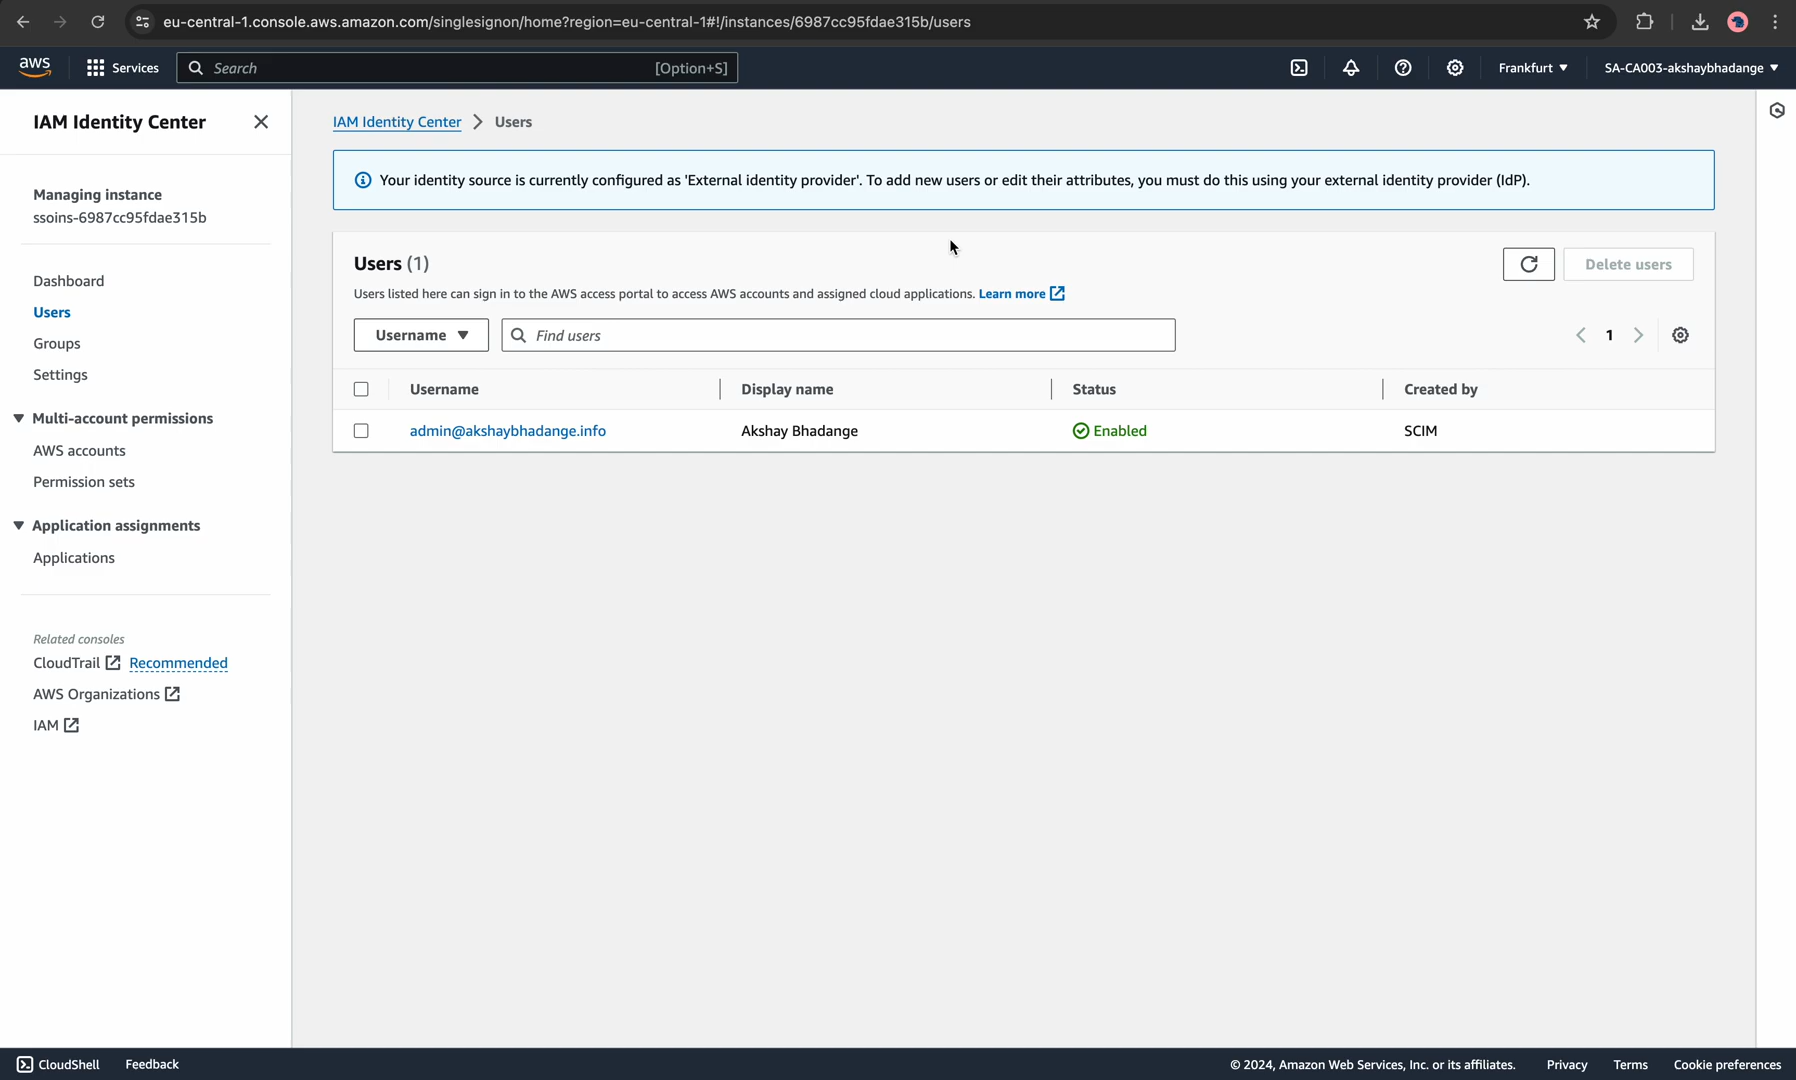 eu-central-1.console.aws.amazon.com/singlesignon/home?region=eu-central-1#!/instances/6987cc95fdae315b/users
aws
Services
Search
[Option+S]
Frankfurt
SA-CA003-akshaybhadange
IAM Identity Center
Managing instance
ssoins-6987cc95fdae315b
Dashboard
Users
Groups
Settings
Multi-account permissions
AWS accounts
Permission sets
Application assignments
Applications
Related consoles
CloudTrail Recommended
AWS Organizations
IAM
IAM Identity Center > Users
Your identity source is currently configured as 'External identity provider'. To add new users or edit their attributes, you must do this using your external identity provider (IdP).
Users (1)
Delete users
Users listed here can sign in to the AWS access portal to access AWS accounts and assigned cloud applications. Learn more
Username
Find users
1
Username Display name Status Created by
admin@akshaybhadange.info Akshay Bhadange Enabled SCIM
CloudShell
Feedback
© 2024, Amazon Web Services, Inc. or its affiliates.
Privacy
Terms
Cookie preferences